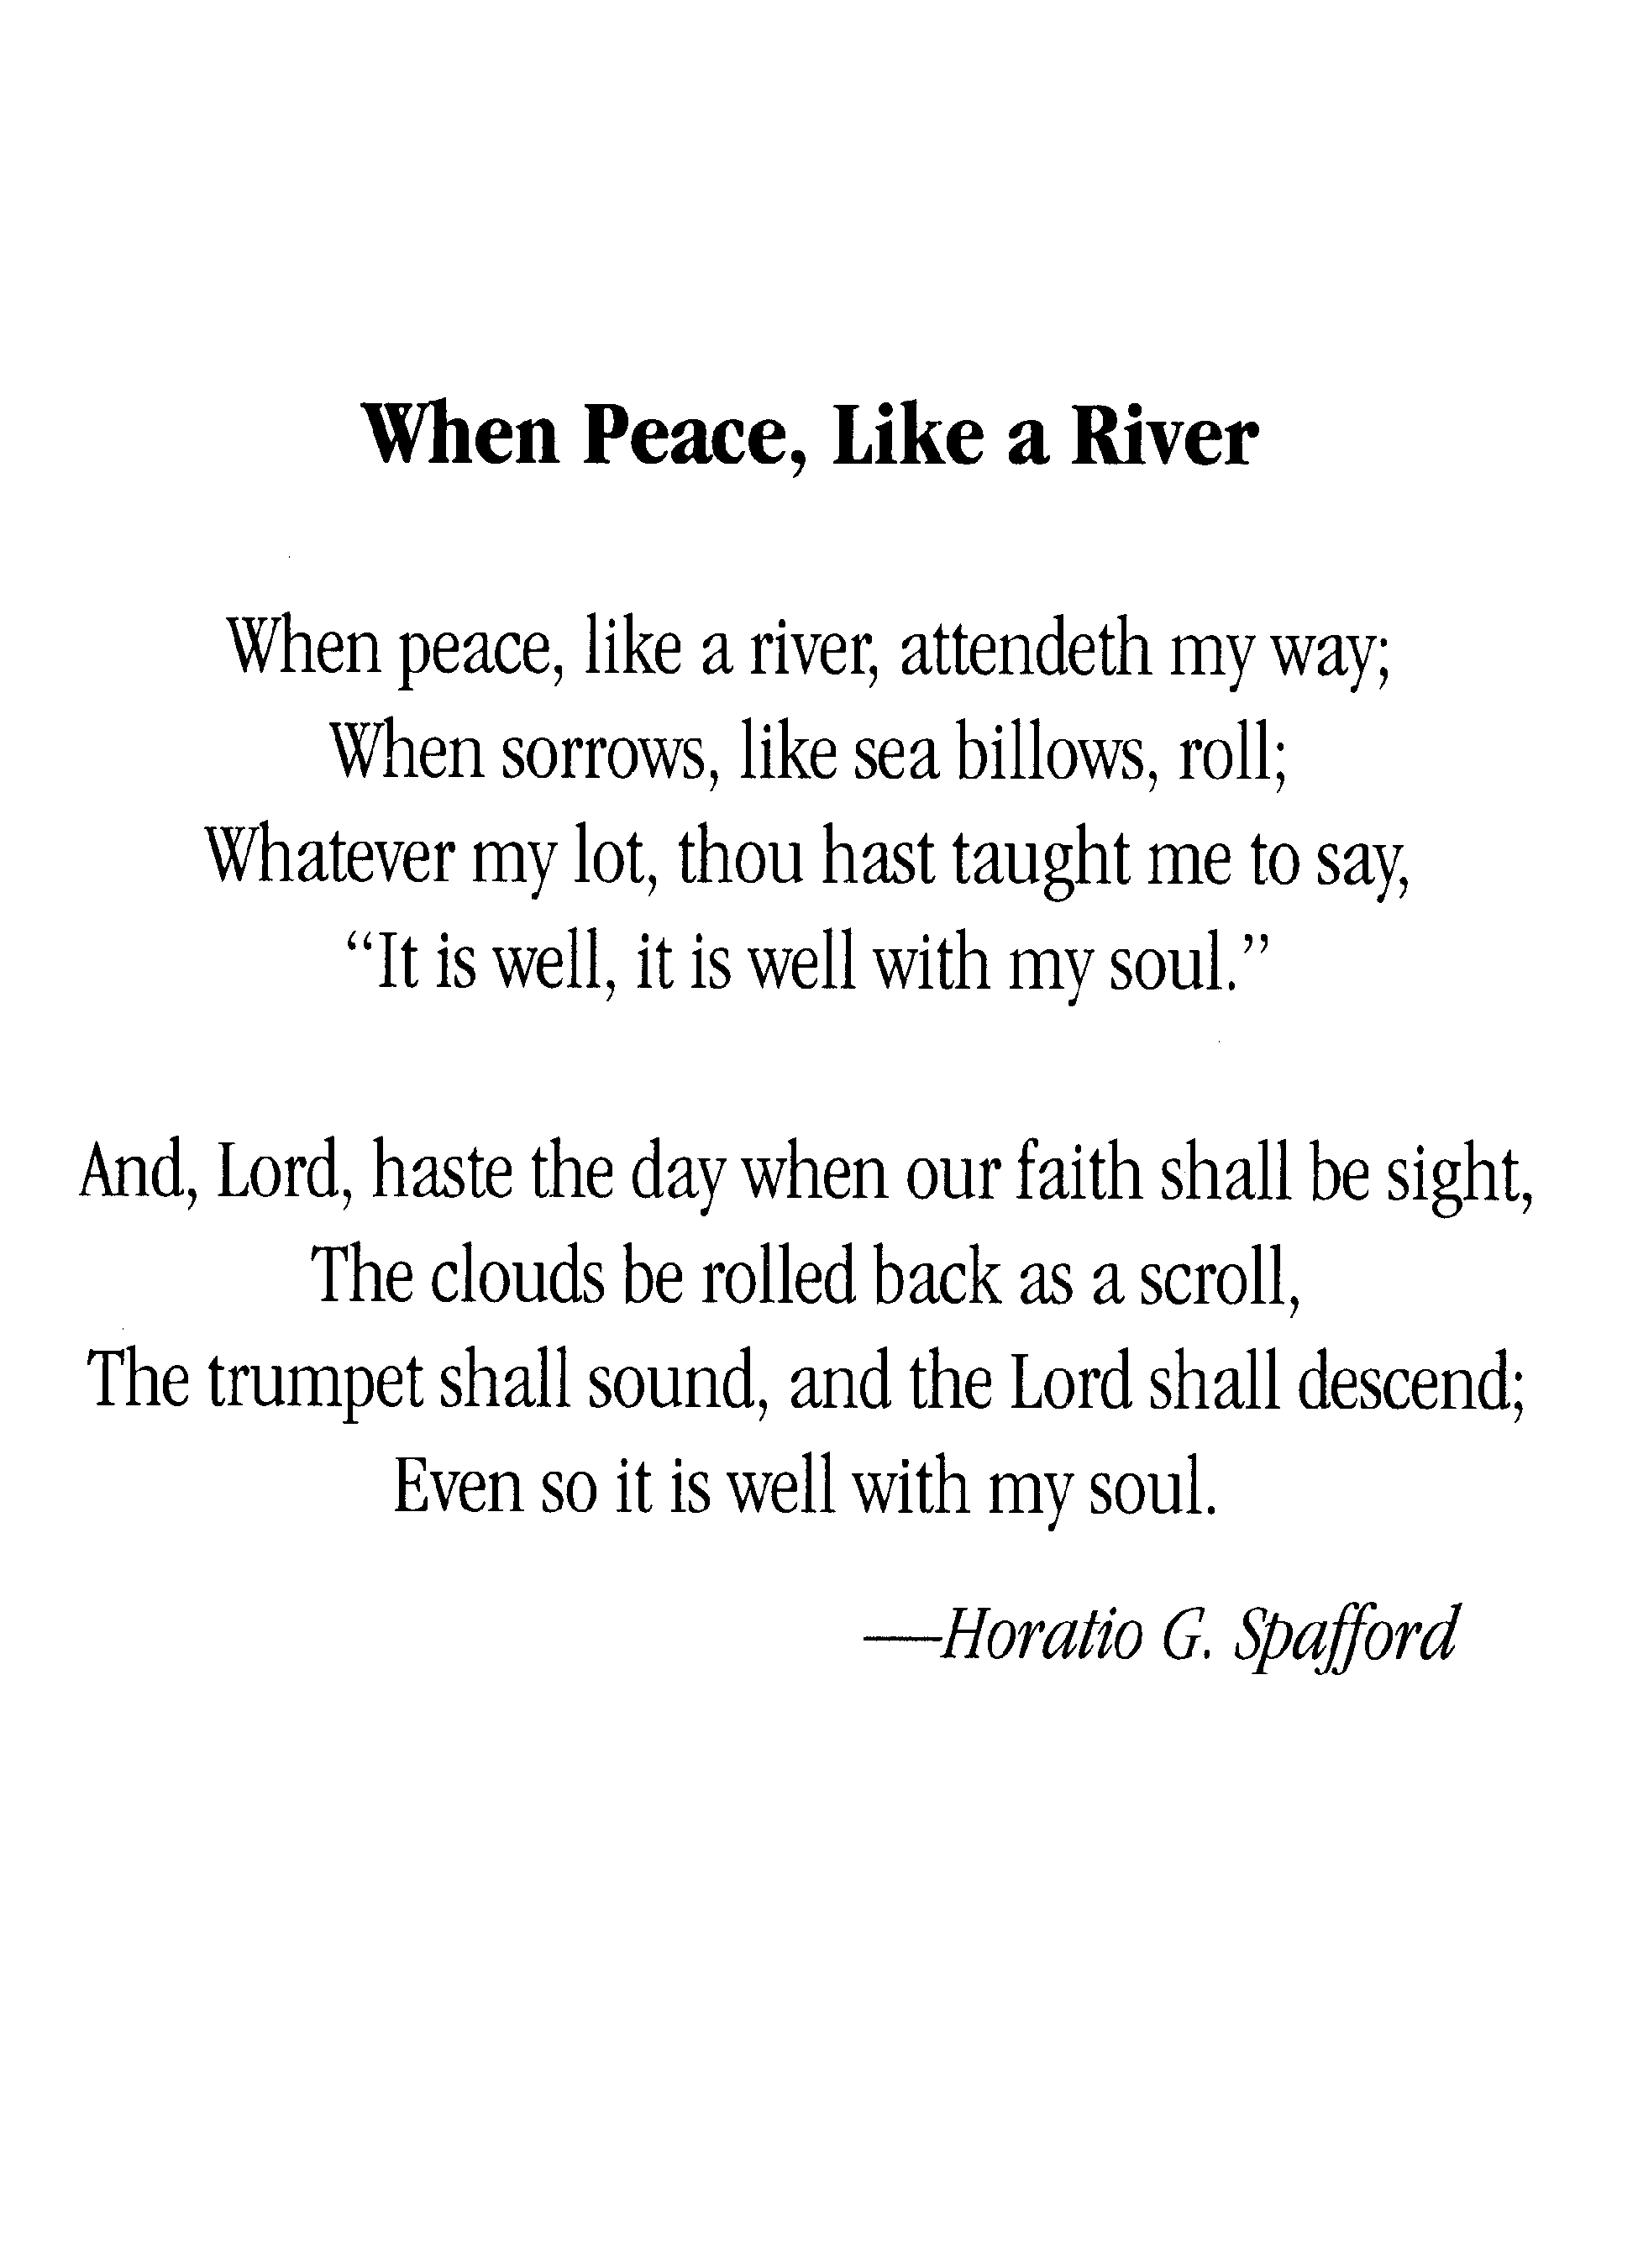 When Peace, Like a River
When peace, like a river, attendeth my way;
When sorrows, like sea billows, roll;
Whatever my lot, thou hast taught me to say,
“It is well, it is well with my soul.”
And, Lord, haste the day when our faith shall be sight,
The clouds be rolled back as a scroll,
The trumpet shall sound, and the Lord shall descend;
Even so it is well with my soul.
—Horatio G. Spafford